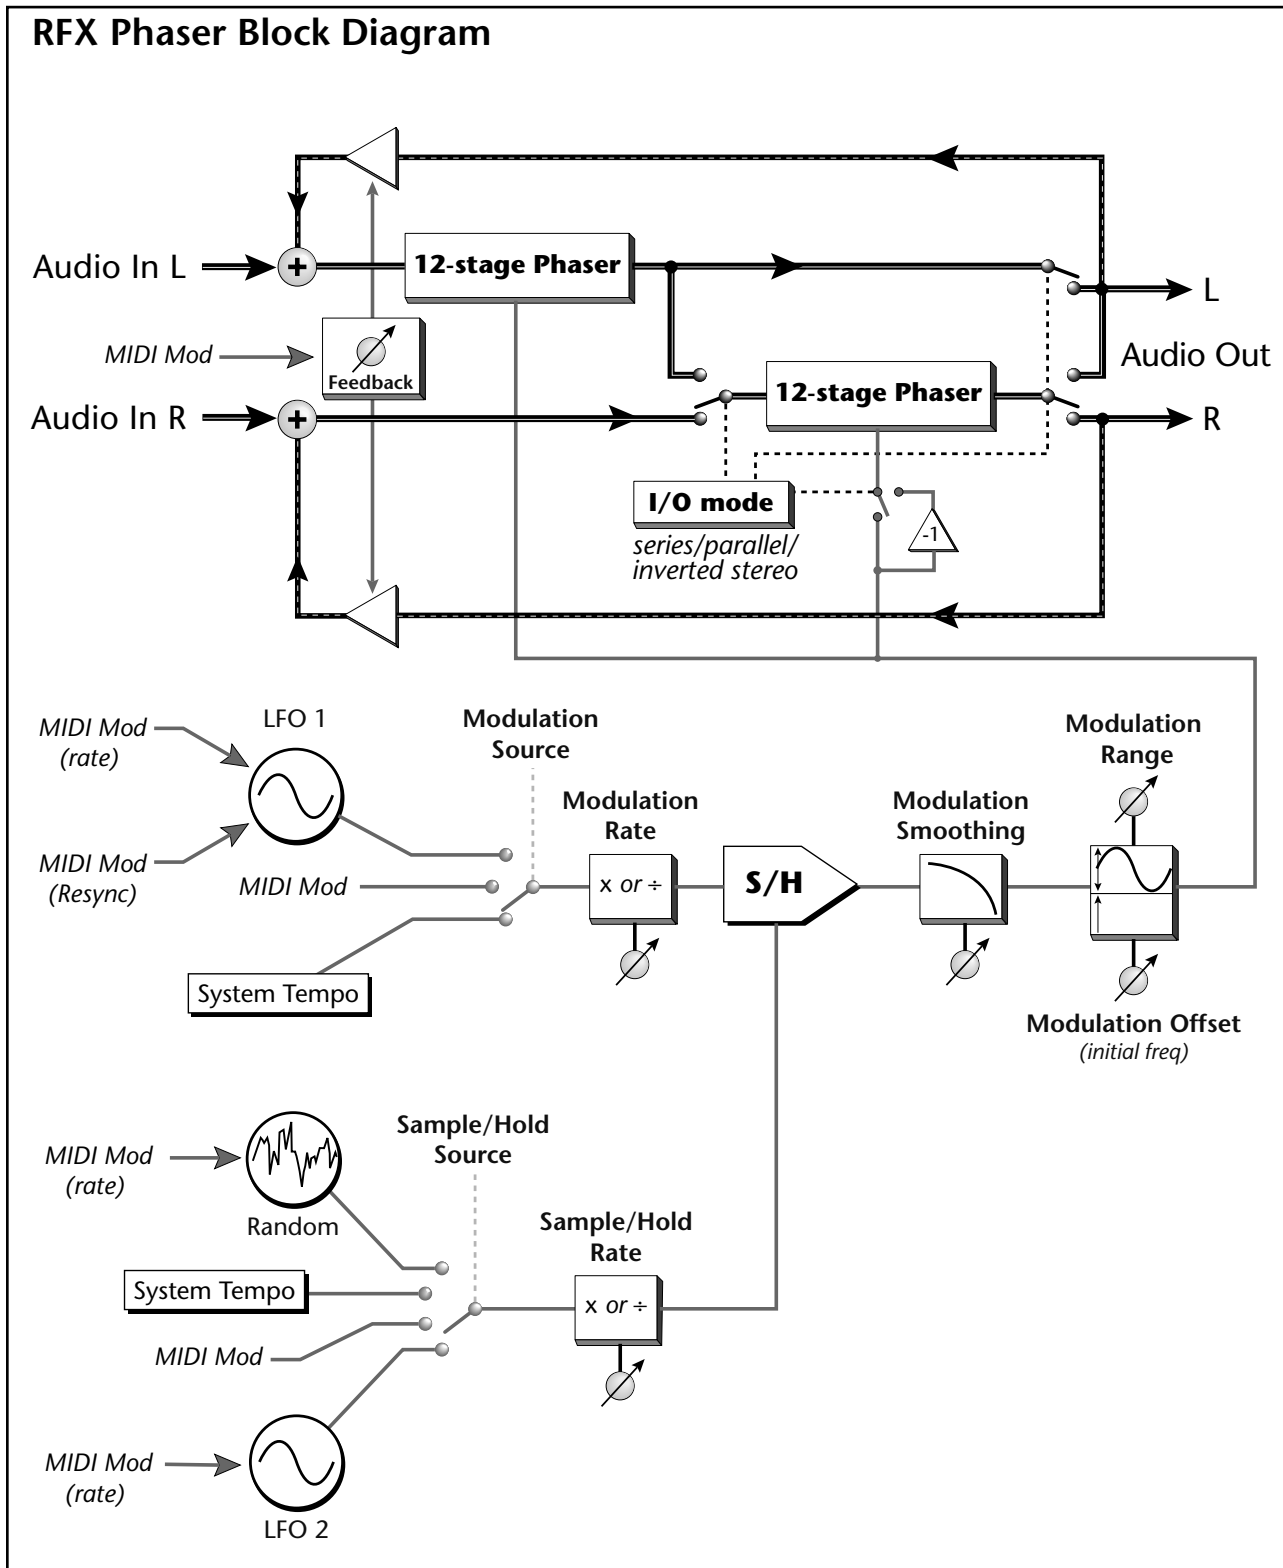 RFX Phaser Block Diagram
Audio In L
+
12-stage Phaser
L
MIDI Mod
Feedback
Audio Out
12-stage Phaser
Audio In R
+
R
I/O mode
series/parallel/
inverted stereo
-1
MIDI Mod
(rate)
LFO 1
Modulation
Source
Modulation
Range
Modulation
Rate
Modulation
Smoothing
MIDI Mod
(Resync)
MIDI Mod
x or ÷
S/H
System Tempo
Modulation Offset
(initial freq)
MIDI Mod
(rate)
Random
Sample/Hold
Source
Sample/Hold
Rate
System Tempo
x or ÷
MIDI Mod
MIDI Mod
(rate)
LFO 2